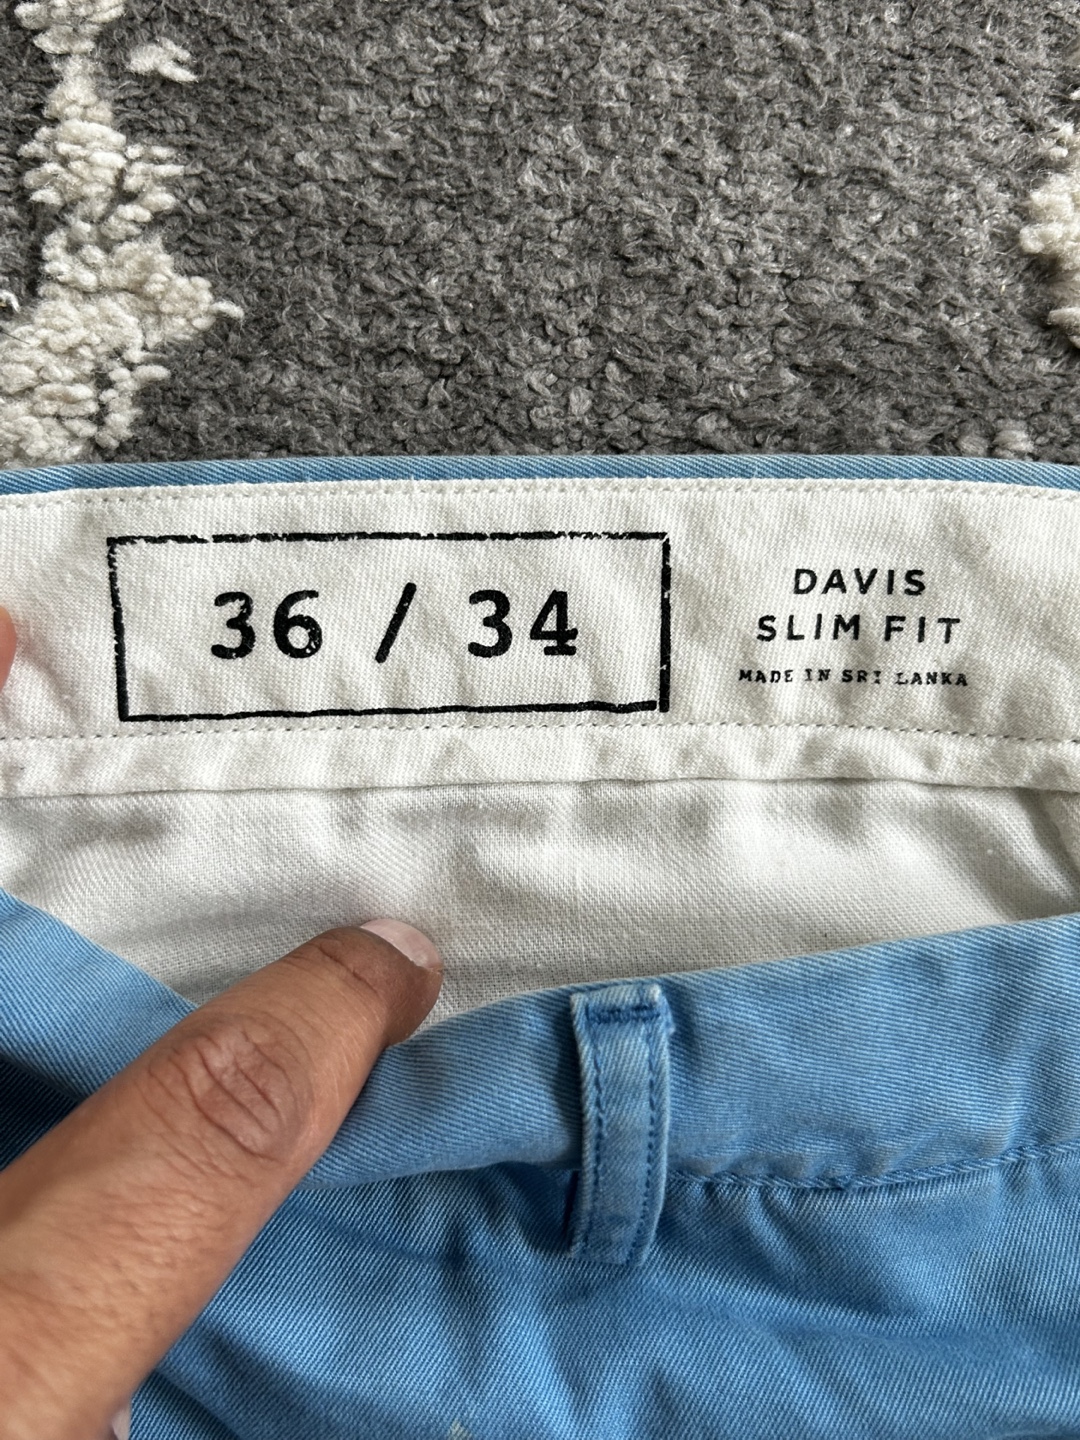 36 / 34
DAVIS
SLIM FIT
MADE IN SRI LANKA